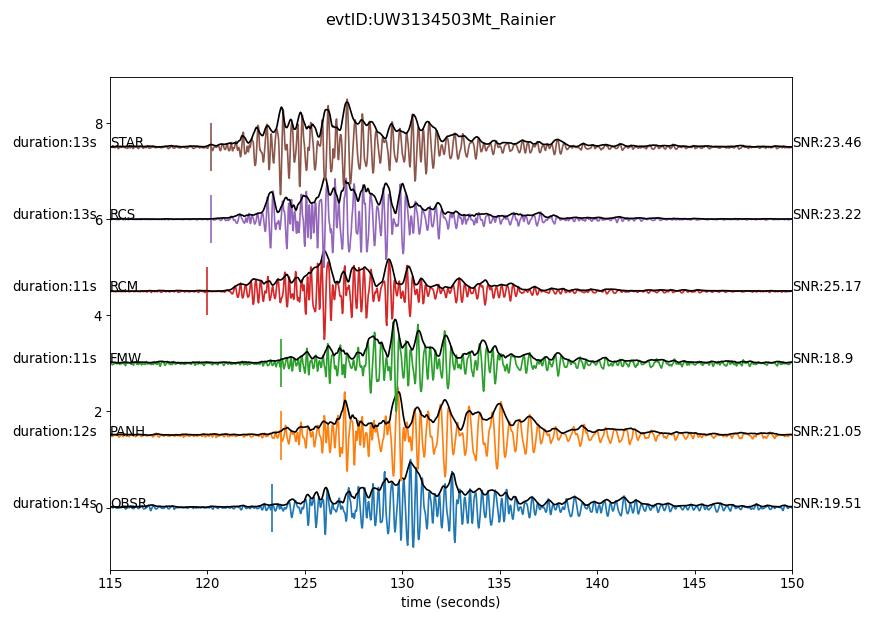 evtID:UW3134503Mt_Rainier
8
duration:13s STAR SNR:23.46
duration:13s RCS SNR:23.22
6
duration:11s RCM SNR:25.17
4
duration:11s FMW SNR:18.9
2
duration:12s PANH SNR:21.05
duration:14s OBSR SNR:19.51
0
115 120 125 130 135 140 145 150
time (seconds)